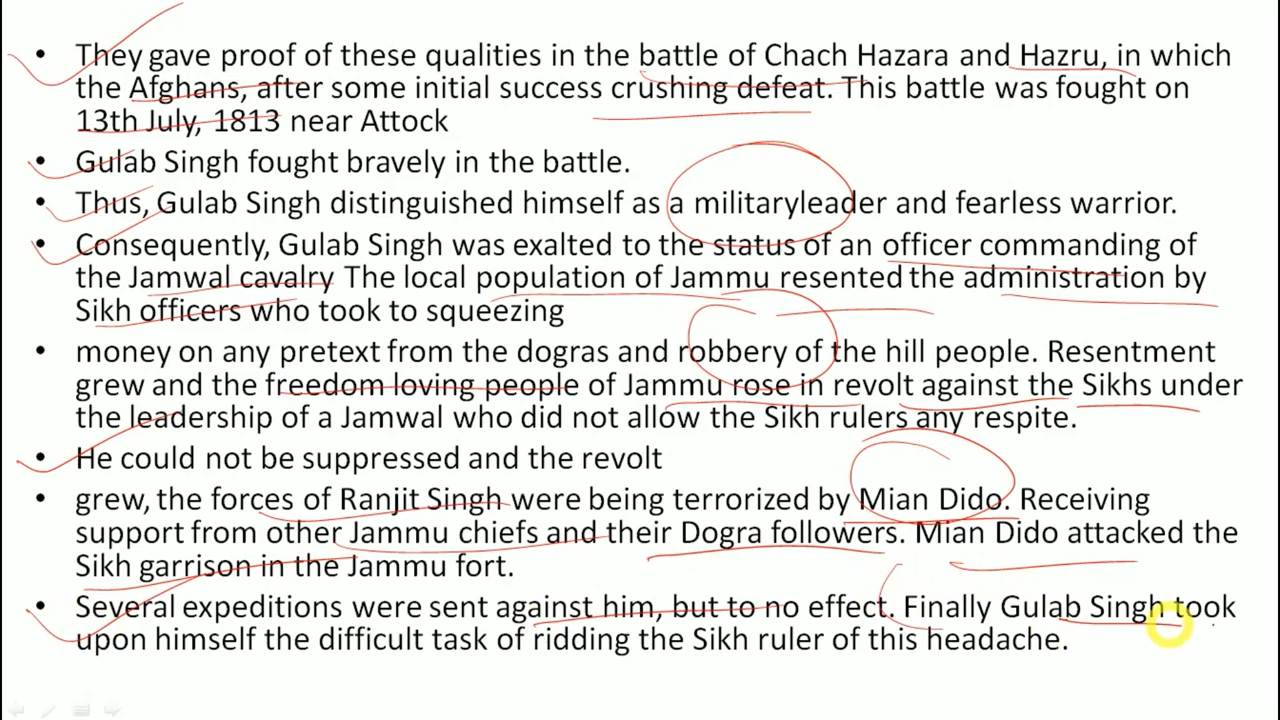 • They gave proof of these qualities in the battle of Chach Hazara and Hazru, in which
the Afghans, after some initial success crushing defeat. This battle was fought on
13th July, 1813 near Attock
• Gulab Singh fought bravely in the battle.
• Thus, Gulab Singh distinguished himself as a militaryleader and fearless warrior.
• Consequently, Gulab Singh was exalted to the status of an officer commanding of
the Jamwal cavalry The local population of Jammu resented the administration by
Sikh officers who took to squeezing
• money on any pretext from the dogras and robbery of the hill people. Resentment
grew and the freedom loving people of Jammu rose in revolt against the Sikhs under
the leadership of a Jamwal who did not allow the Sikh rulers any respite.
• He could not be suppressed and the revolt
• grew, the forces of Ranjit Singh were being terrorized by Mian Dido. Receiving
support from other Jammu chiefs and their Dogra followers. Mian Dido attacked the
Sikh garrison in the Jammu fort.
• Several expeditions were sent against him, but to no effect. Finally Gulab Singh took
upon himself the difficult task of ridding the Sikh ruler of this headache.